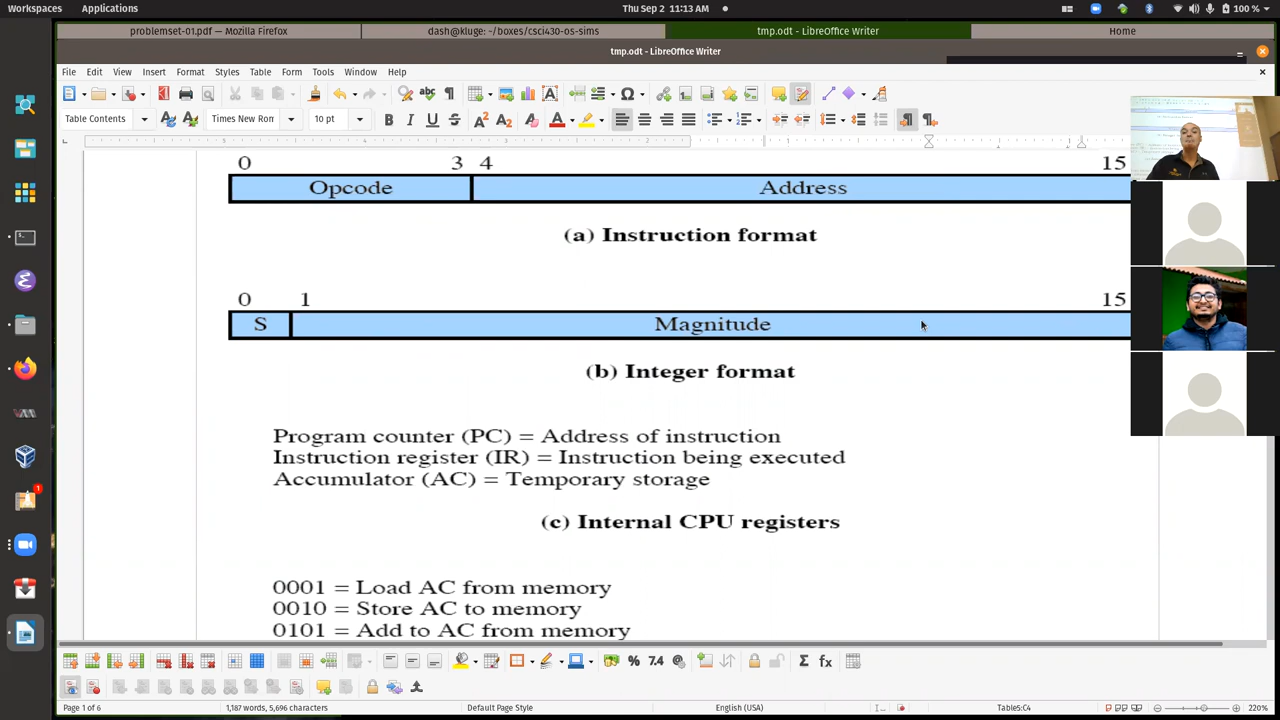 Workspaces Applications Thu Sep 2 11:13 AM 100 %
problemset-01.pdf — Mozilla Firefox dash@kluge: ~/boxes/csci430-os-sims tmp.odt - LibreOffice Writer Home
tmp.odt - LibreOffice Writer
File Edit View Insert Format Styles Table Form Tools Window Help
Table Contents Times New Ron 10 pt
0 3 4 15
Opcode Address
(a) Instruction format
0 1 15
S Magnitude
(b) Integer format
Program counter (PC) = Address of instruction
Instruction register (IR) = Instruction being executed
Accumulator (AC) = Temporary storage
(c) Internal CPU registers
0001 = Load AC from memory
0010 = Store AC to memory
0101 = Add to AC from memory
Page 1 of 6 1,187 words, 5,696 characters Default Page Style English (USA) Table5:C4 220%